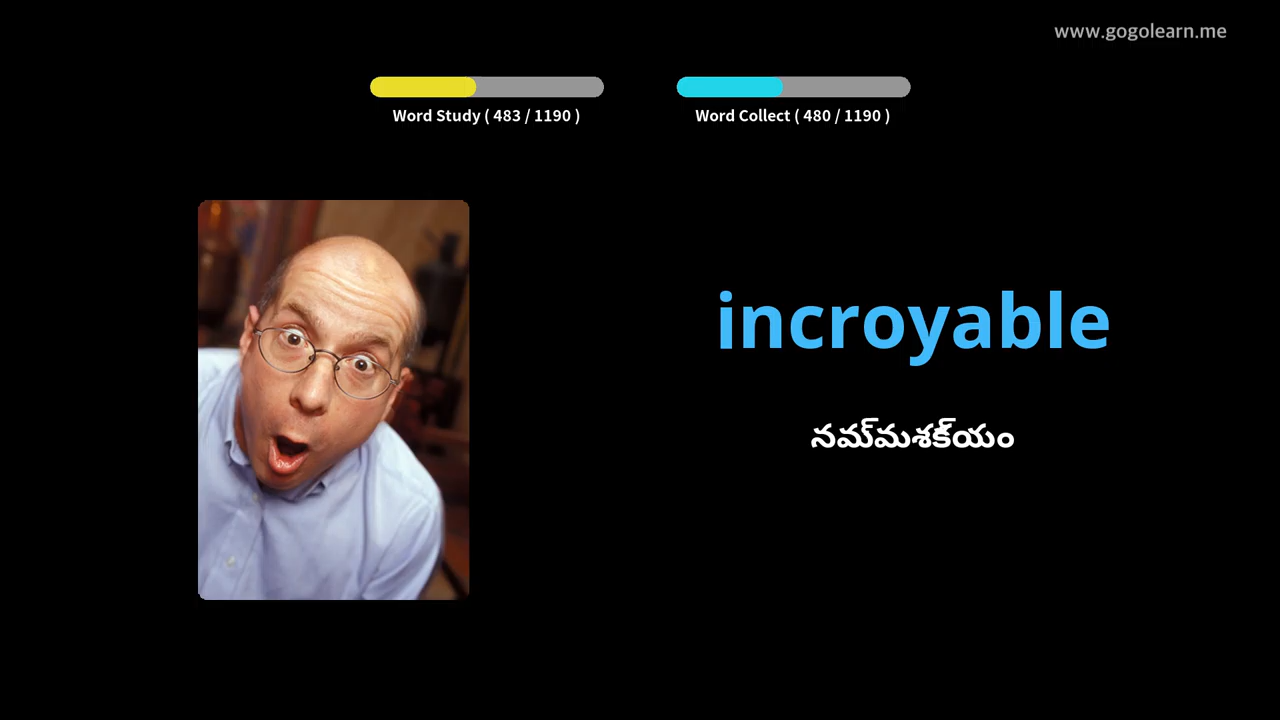 www.gogolearn.me
Word Study ( 483 / 1190 )
Word Collect ( 480 / 1190 )
incroyable
నమ్మశక్యం